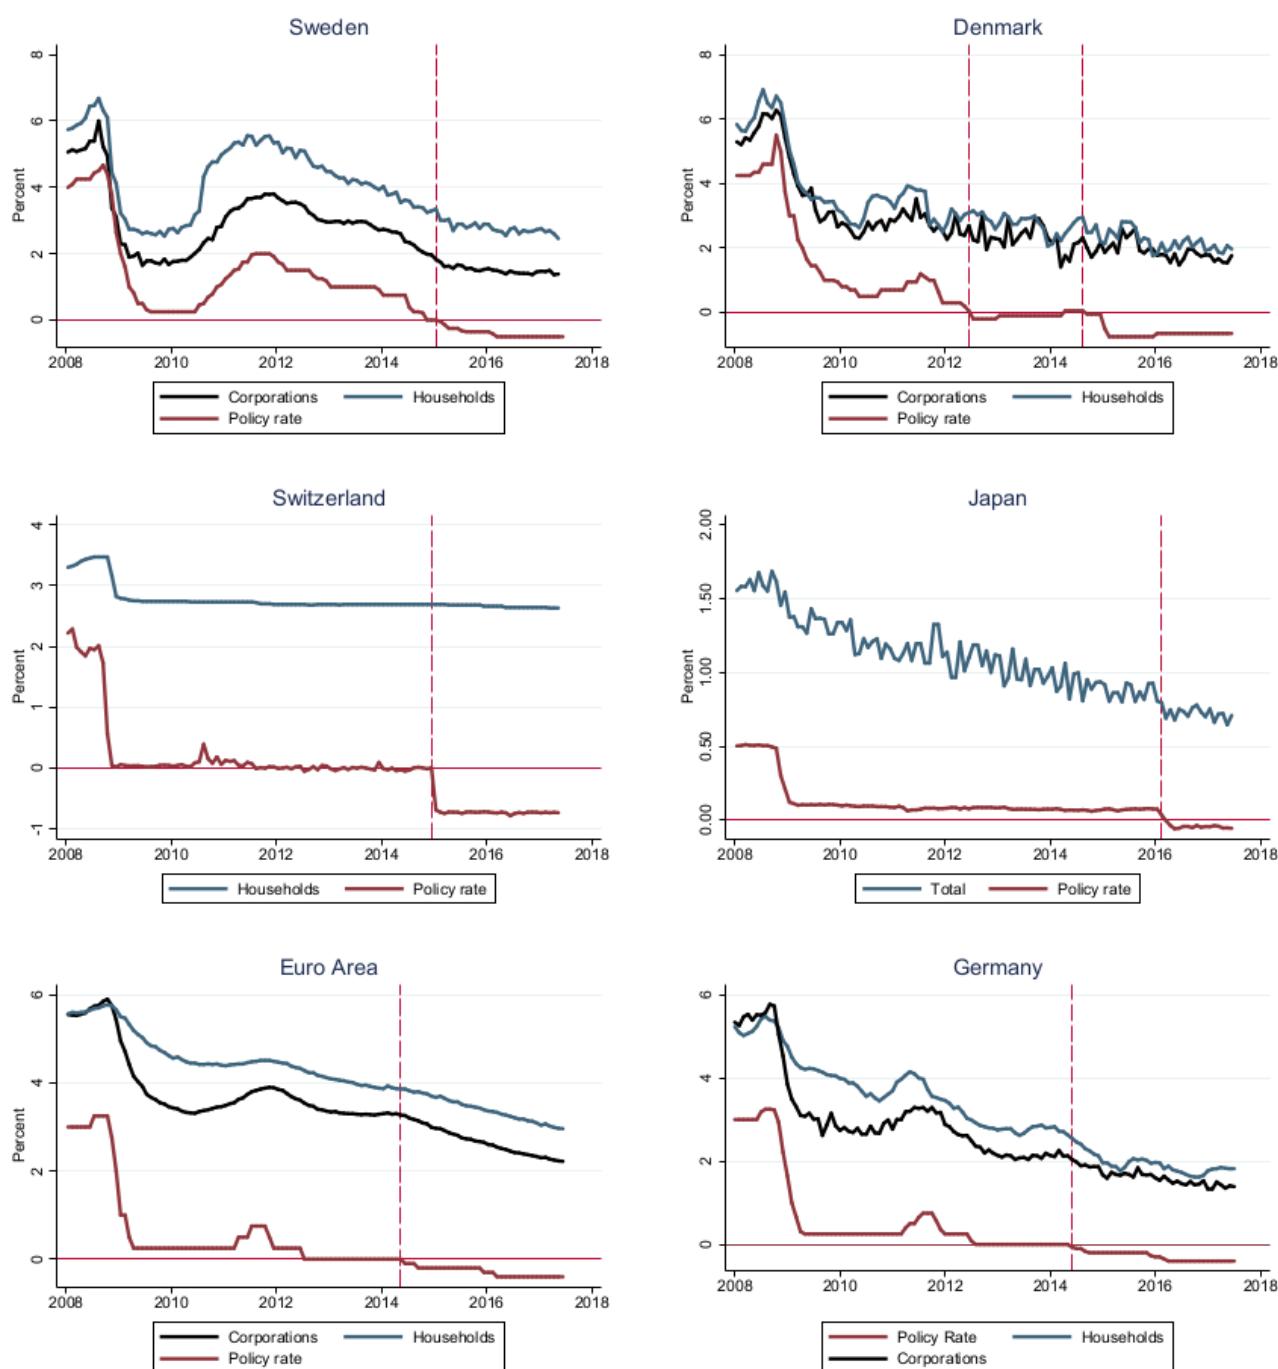 Sweden
Percent
8
6
4
2
0
2008 2010 2012 2014 2016 2018
Corporations Households
Policy rate
Denmark
Percent
8
6
4
2
0
2008 2010 2012 2014 2016 2018
Corporations Households
Policy rate
Switzerland
Percent
4
3
2
1
0
-1
2008 2010 2012 2014 2016 2018
Households Policy rate
Japan
Percent
2.00
1.50
1.00
0.50
0.00
2008 2010 2012 2014 2016 2018
Total Policy rate
Euro Area
Percent
6
4
2
0
2008 2010 2012 2014 2016 2018
Corporations Households
Policy rate
Germany
6
4
2
0
2008 2010 2012 2014 2016 2018
Policy Rate Households
Corporations